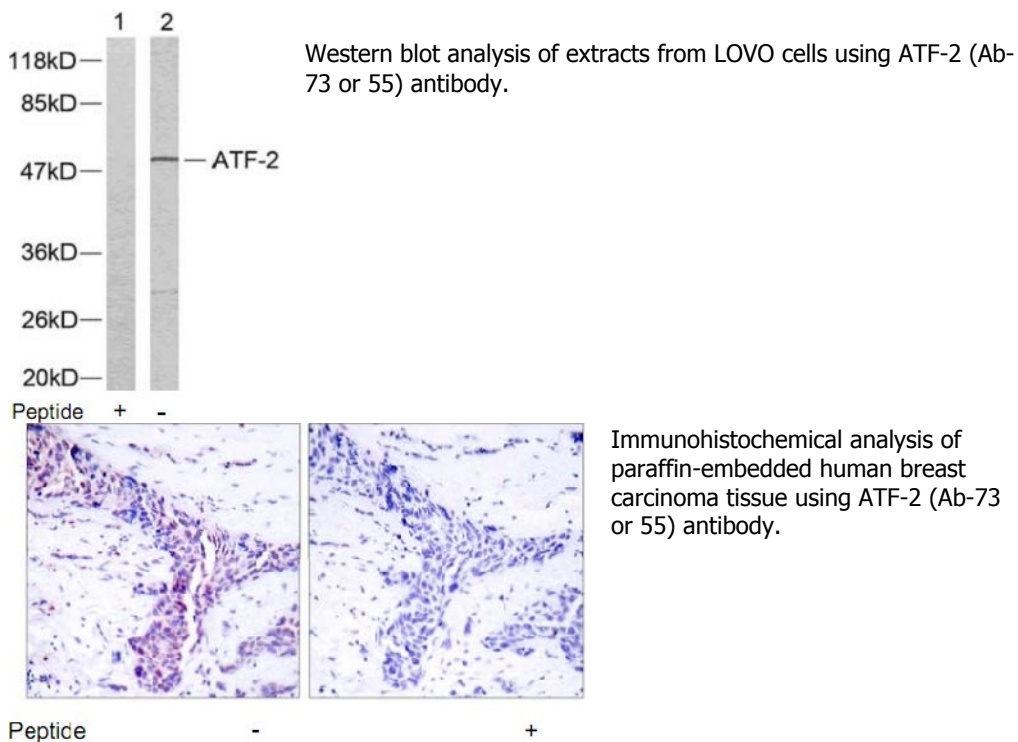 1 2
118kD
85kD
47kD
ATF-2
36kD
26kD
20kD
Peptide + -
Western blot analysis of extracts from LOVO cells using ATF-2 (Ab-
73 or 55) antibody.
Immunohistochemical analysis of
paraffin-embedded human breast
carcinoma tissue using ATF-2 (Ab-73
or 55) antibody.
Peptide - +